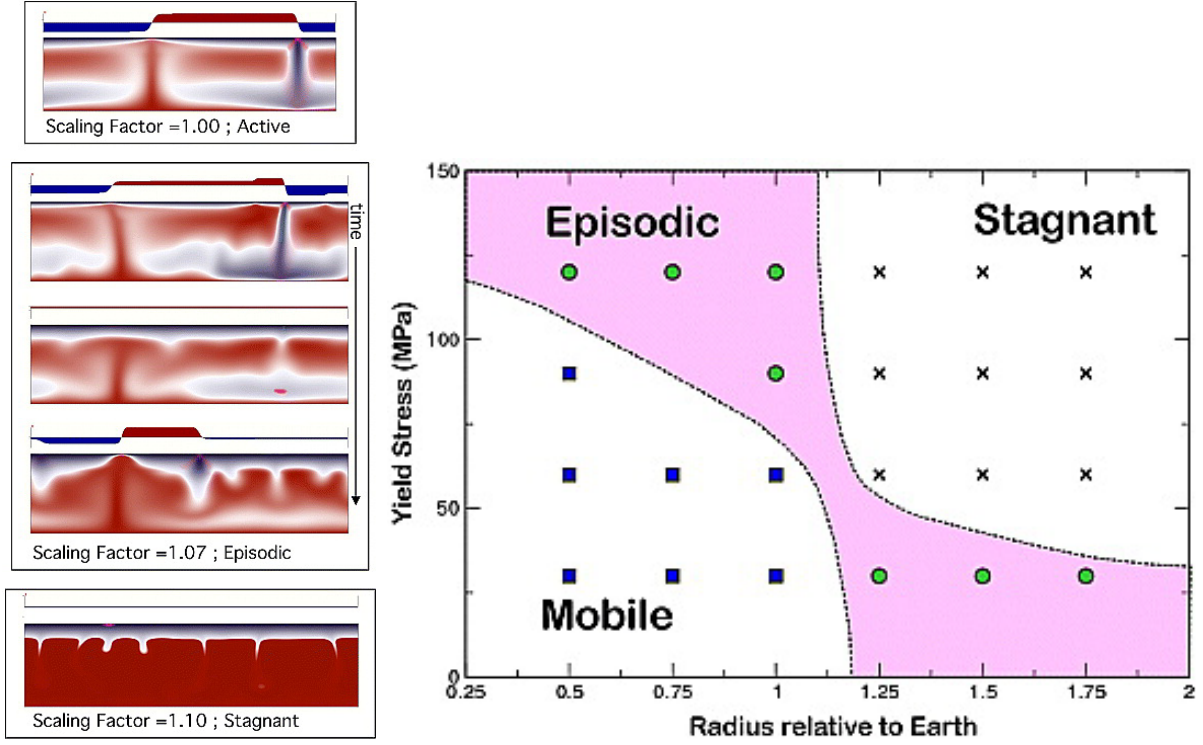 Scaling Factor =1.00 ; Active
time
Scaling Factor =1.07 ; Episodic
Scaling Factor =1.10 ; Stagnant
150
100
50
0
Yield Stress (MPa)
Episodic
Stagnant
Mobile
0.25 0.5 0.75 1 1.25 1.5 1.75 2
Radius relative to Earth